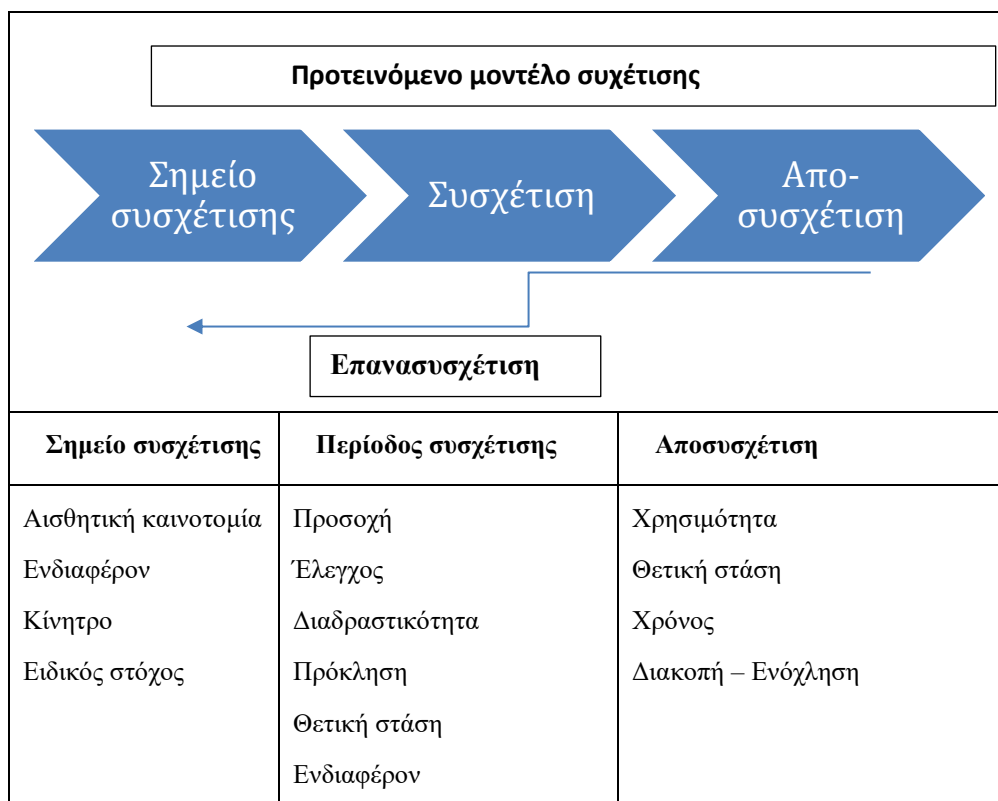 Προτεινόμενο μοντέλο συχέτισης
Σημείο
συσχέτισης
Συσχέτιση
Απο-
συσχέτιση
Επανασυσχέτιση
Σημείο συσχέτισης
Περίοδος συσχέτισης
Αποσυσχέτιση
Αισθητική καινοτομία
Ενδιαφέρον
Κίνητρο
Ειδικός στόχος
Προσοχή
Έλεγχος
Διαδραστικότητα
Πρόκληση
Θετική στάση
Ενδιαφέρον
Χρησιμότητα
Θετική στάση
Χρόνος
Διακοπή – Ενόχληση